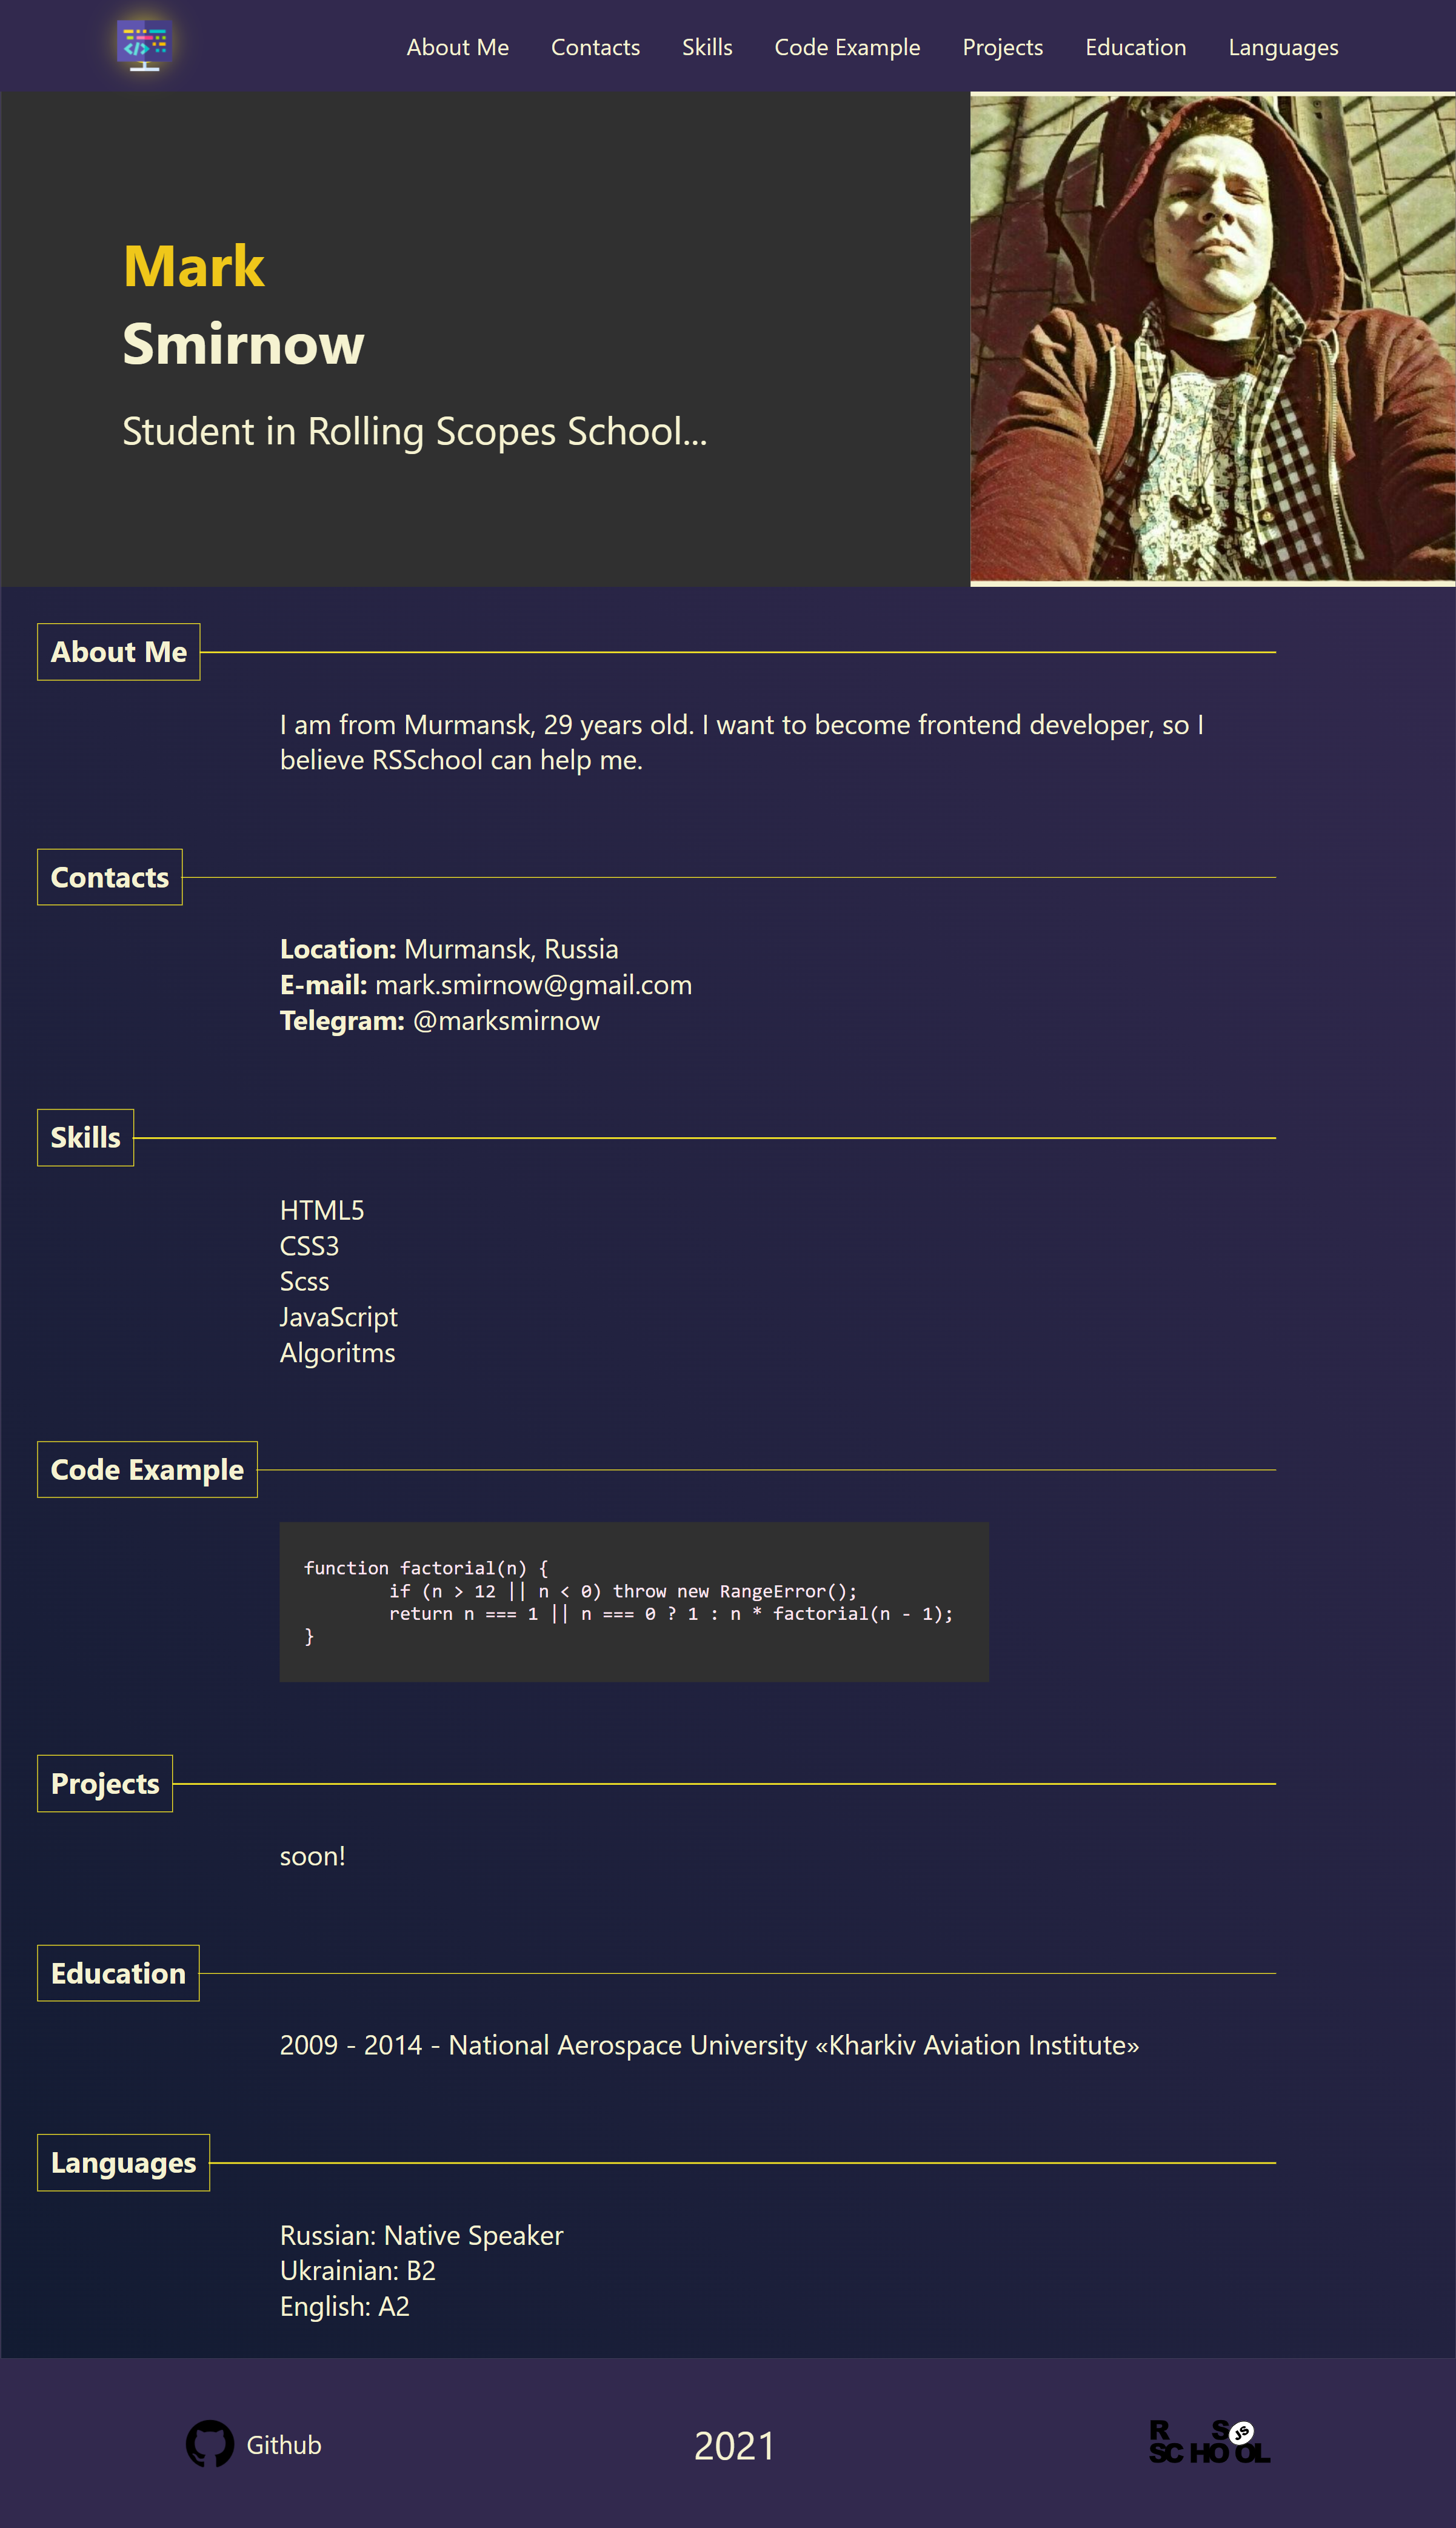 About Me Contacts Skills Code Example Projects Education Languages
Mark
Smirnow
Student in Rolling Scopes School...
About Me
I am from Murmansk, 29 years old. I want to become frontend developer, so I
believe RSSchool can help me.
Contacts
Location: Murmansk, Russia
E-mail: mark.smirnow@gmail.com
Telegram: @marksmirnow
Skills
HTML5
CSS3
Scss
JavaScript
Algoritms
Code Example
function factorial(n) {
        if (n > 12 || n < 0) throw new RangeError();
        return n === 1 || n === 0 ? 1 : n * factorial(n - 1);
}
Projects
soon!
Education
2009 - 2014 - National Aerospace University «Kharkiv Aviation Institute»
Languages
Russian: Native Speaker
Ukrainian: B2
English: A2
Github
2021
R S JS
SCHOOL